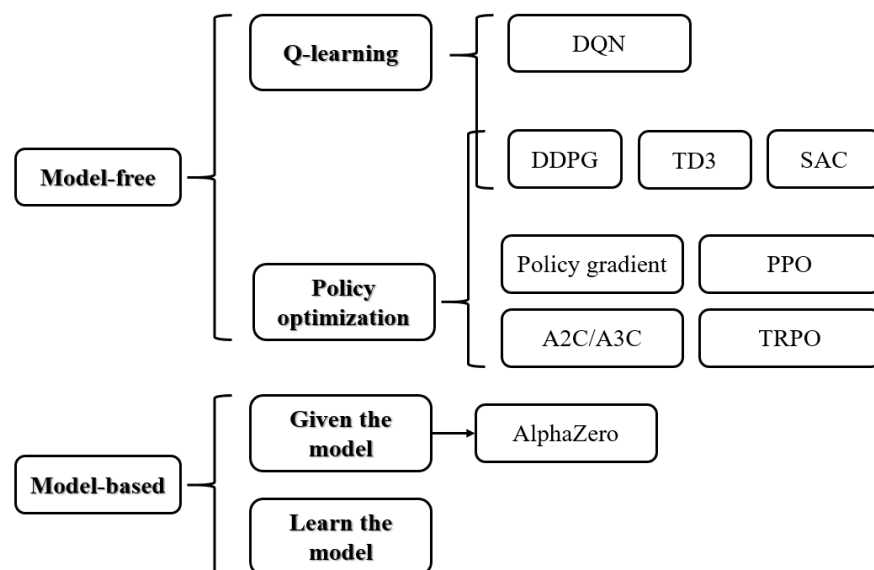 Q-learning
DQN
Model-free
DDPG
TD3
SAC
Policy
optimization
Policy gradient
PPO
A2C/A3C
TRPO
Model-based
Given the
model
AlphaZero
Learn the
model